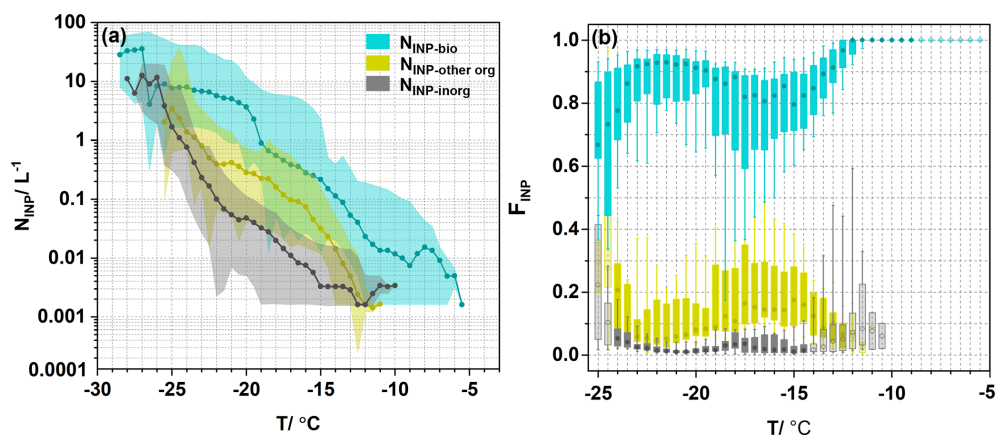 (a)
N_INP-bio
N_INP-other org
N_INP-inorg
100
10
1
0.1
0.01
0.001
0.0001
N_INP/ L⁻¹
-30 -25 -20 -15 -10 -5
T/ °C
(b)
1.0
0.8
0.6
0.4
0.2
0.0
F_INP
-25 -20 -15 -10 -5
T/ °C